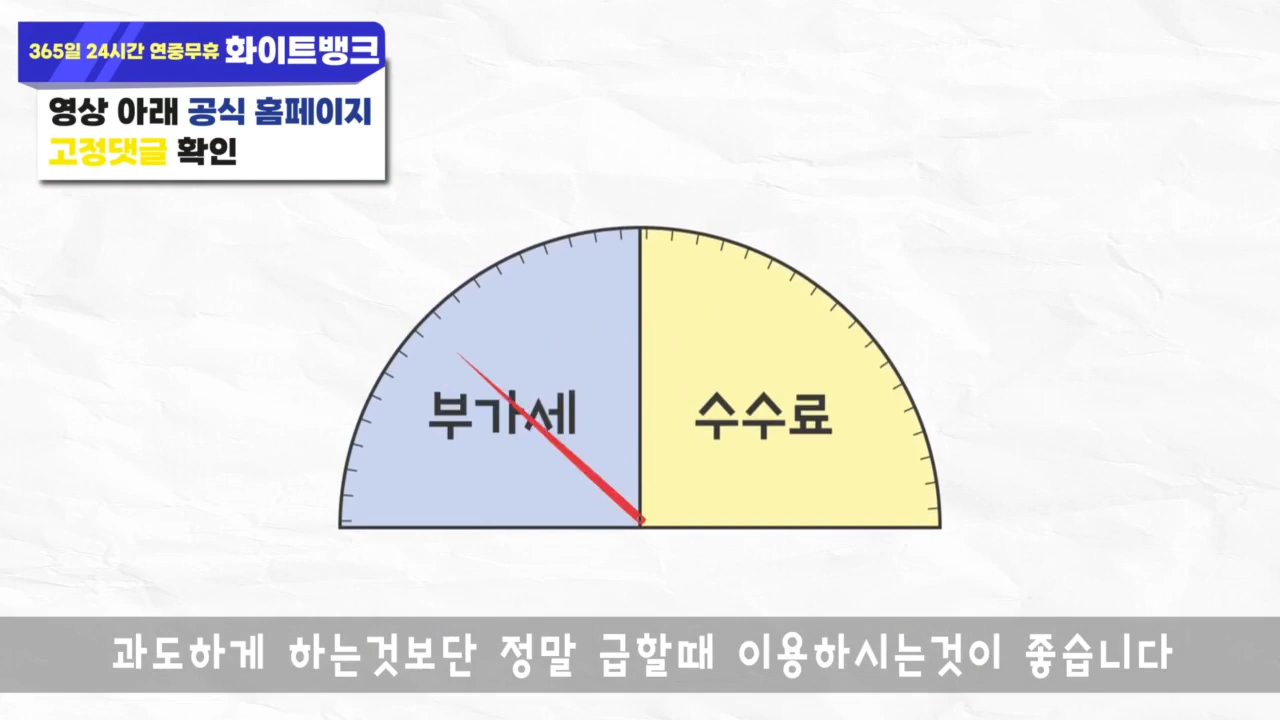 365일 24시간 연중무휴 화이트뱅크
영상 아래 공식 홈페이지
고정댓글 확인
부가세 수수료
과도하게 하는것보단 정말 급할때 이용하시는것이 좋습니다